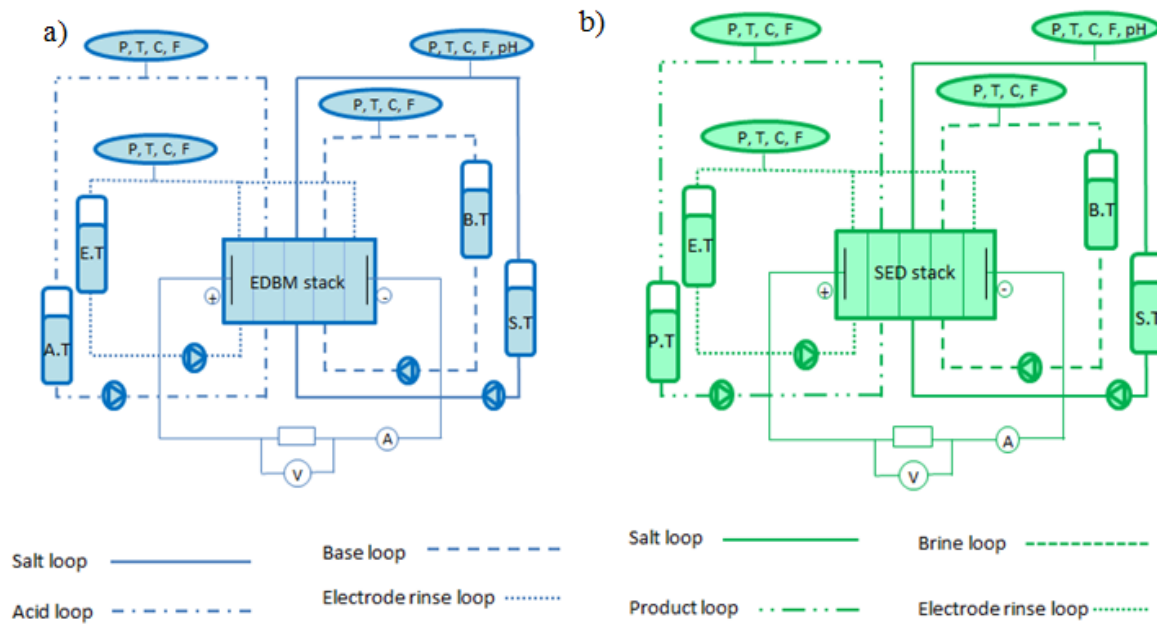 a)
P, T, C, F
P, T, C, F, pH
P, T, C, F
P, T, C, F
B.T
E.T
EDBM stack
+
-
S.T
A.T
A
V
Salt loop
Base loop
Acid loop
Electrode rinse loop
b)
P, T, C, F
P, T, C, F, pH
P, T, C, F
P, T, C, F
B.T
E.T
SED stack
+
-
S.T
P.T
A
V
Salt loop
Brine loop
Product loop
Electrode rinse loop